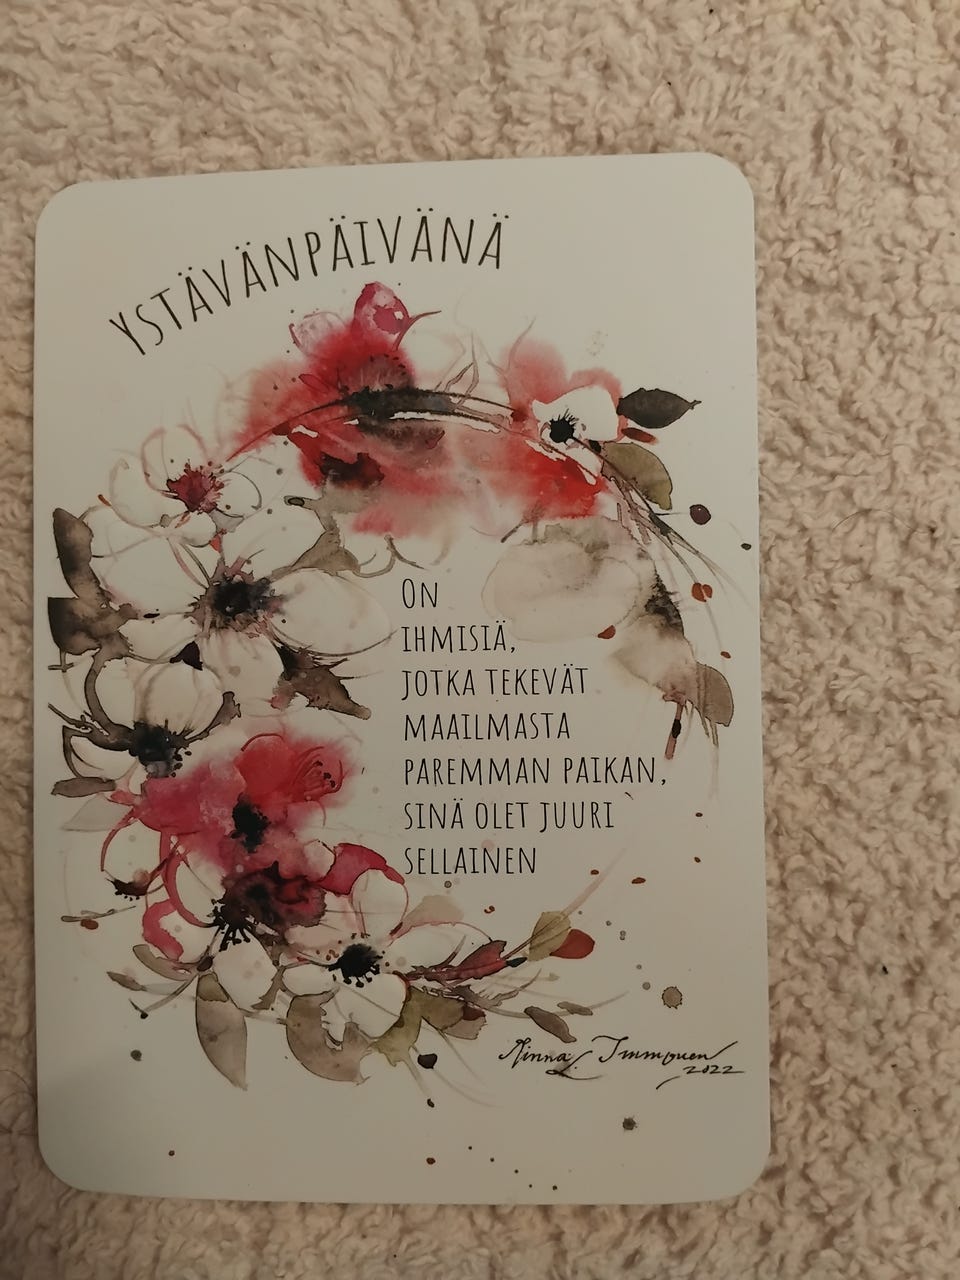 YSTÄVÄNPÄIVÄNÄ
ON
IHMISIÄ,
JOTKA TEKEVÄT
MAAILMASTA
PAREMMAN PAIKAN,
SINÄ OLET JUURI
SELLAINEN
Minna L. Immonen
2022